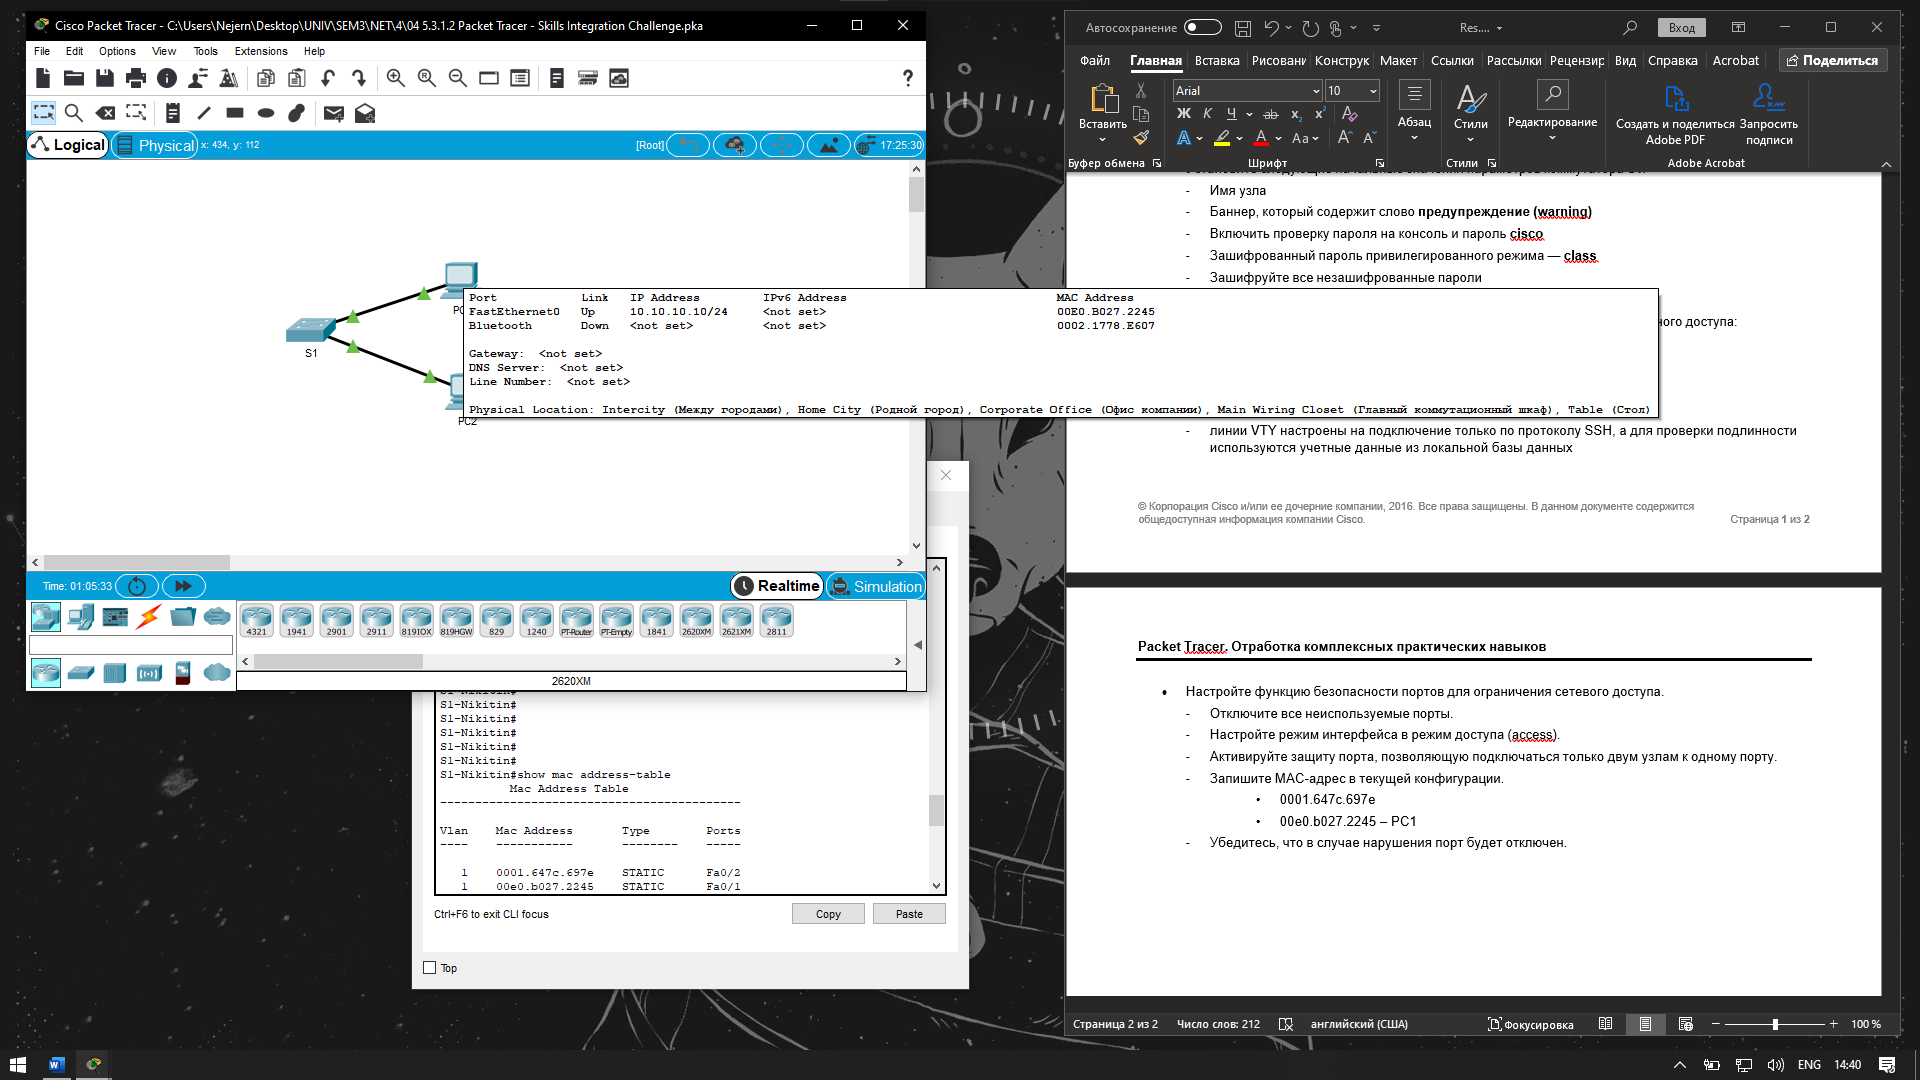 Cisco Packet Tracer - C:\Users\Nejern\Desktop\UNIV\SEM3\NET\4\04 5.3.1.2 Packet Tracer - Skills Integration Challenge.pka
File Edit Options View Tools Extensions Help
Logical Physical x: 434, y: 112 [Root] 17:25:30
S1
PC2
Port Link IP Address IPv6 Address MAC Address
FastEthernet0 Up 10.10.10.10/24 <not set> 00E0.B027.2245
Bluetooth Down <not set> <not set> 0002.1778.E607
Gateway: <not set>
DNS Server: <not set>
Line Number: <not set>
Physical Location: Intercity (Между городами), Home City (Родной город), Corporate Office (Офис компании), Main Wiring Closet (Главный коммутационный шкаф), Table (Стол)
Time: 01:05:33 Realtime Simulation
4321 1941 2901 2911 819IOX 819HGW 829 1240 PT-Router PT-Empty 1841 2620XM 2621XM 2811
2620XM
S1-Nikitin#
S1-Nikitin#
S1-Nikitin#
S1-Nikitin#
S1-Nikitin#
S1-Nikitin#show mac address-table
Mac Address Table
-------------------------------------------
Vlan Mac Address Type Ports
---- ----------- -------- -----
1 0001.647c.697e STATIC Fa0/2
1 00e0.b027.2245 STATIC Fa0/1
Ctrl+F6 to exit CLI focus Copy Paste
Top
Автосохранение Res.... Вход
Файл Главная Вставка Рисовани Конструк Макет Ссылки Рассылки Рецензир Вид Справка Acrobat Поделиться
Вставить
Буфер обмена
Arial 10
Ж К Ч ab x₂ x²
A A Aa A A
Шрифт
Абзац
Стили
Стили
Редактирование
Создать и поделиться Adobe PDF
Запросить подписи
Adobe Acrobat
- Имя узла
- Баннер, который содержит слово предупреждение (warning)
- Включить проверку пароля на консоль и пароль cisco
- Зашифрованный пароль привилегированного режима — class
- Зашифруйте все незашифрованные пароли
ного доступа:
- линии VTY настроены на подключение только по протоколу SSH, а для проверки подлинности
используются учетные данные из локальной базы данных
© Корпорация Cisco и/или ее дочерние компании, 2016. Все права защищены. В данном документе содержится
общедоступная информация компании Cisco. Страница 1 из 2
Packet Tracer. Отработка комплексных практических навыков
• Настройте функцию безопасности портов для ограничения сетевого доступа.
- Отключите все неиспользуемые порты.
- Настройте режим интерфейса в режим доступа (access).
- Активируйте защиту порта, позволяющую подключаться только двум узлам к одному порту.
- Запишите MAC-адрес в текущей конфигурации.
• 0001.647c.697e
• 00e0.b027.2245 – PC1
- Убедитесь, что в случае нарушения порт будет отключен.
Страница 2 из 2 Число слов: 212 английский (США) Фокусировка 100 %
ENG 14:40